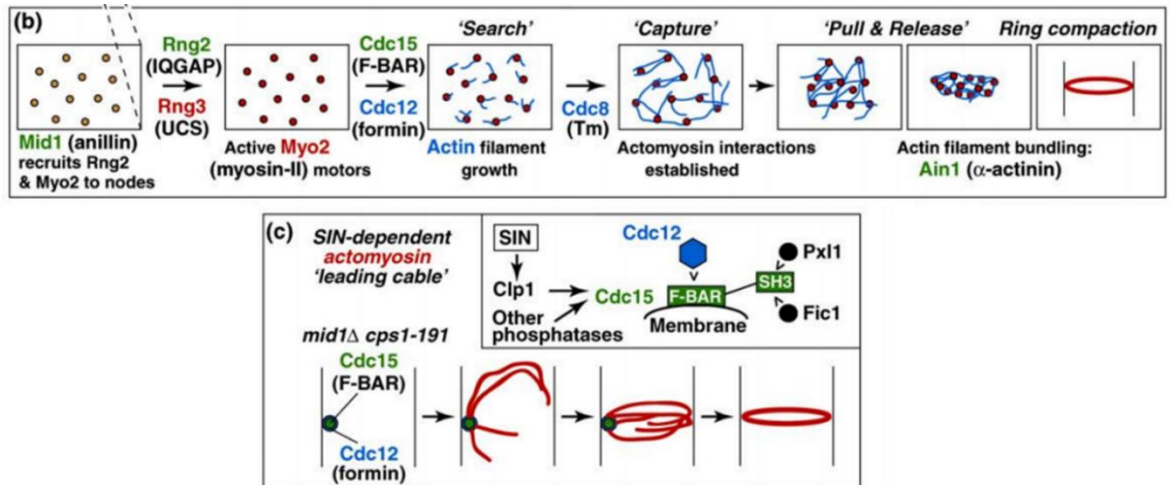 (b)
'Search'
'Capture'
'Pull & Release'
Ring compaction
Rng2
(IQGAP)
Rng3
(UCS)
Cdc15
(F-BAR)
Cdc12
(formin)
Cdc8
(Tm)
Mid1 (anillin)
recruits Rng2
& Myo2 to nodes
Active Myo2
(myosin-II) motors
Actin filament
growth
Actomyosin interactions
established
Actin filament bundling:
Ain1 (α-actinin)
(c)
SIN-dependent
actomyosin
'leading cable'
SIN
Clp1
Other
phosphatases
Cdc15
Cdc12
F-BAR
Membrane
SH3
Pxl1
Fic1
mid1Δ cps1-191
Cdc15
(F-BAR)
Cdc12
(formin)